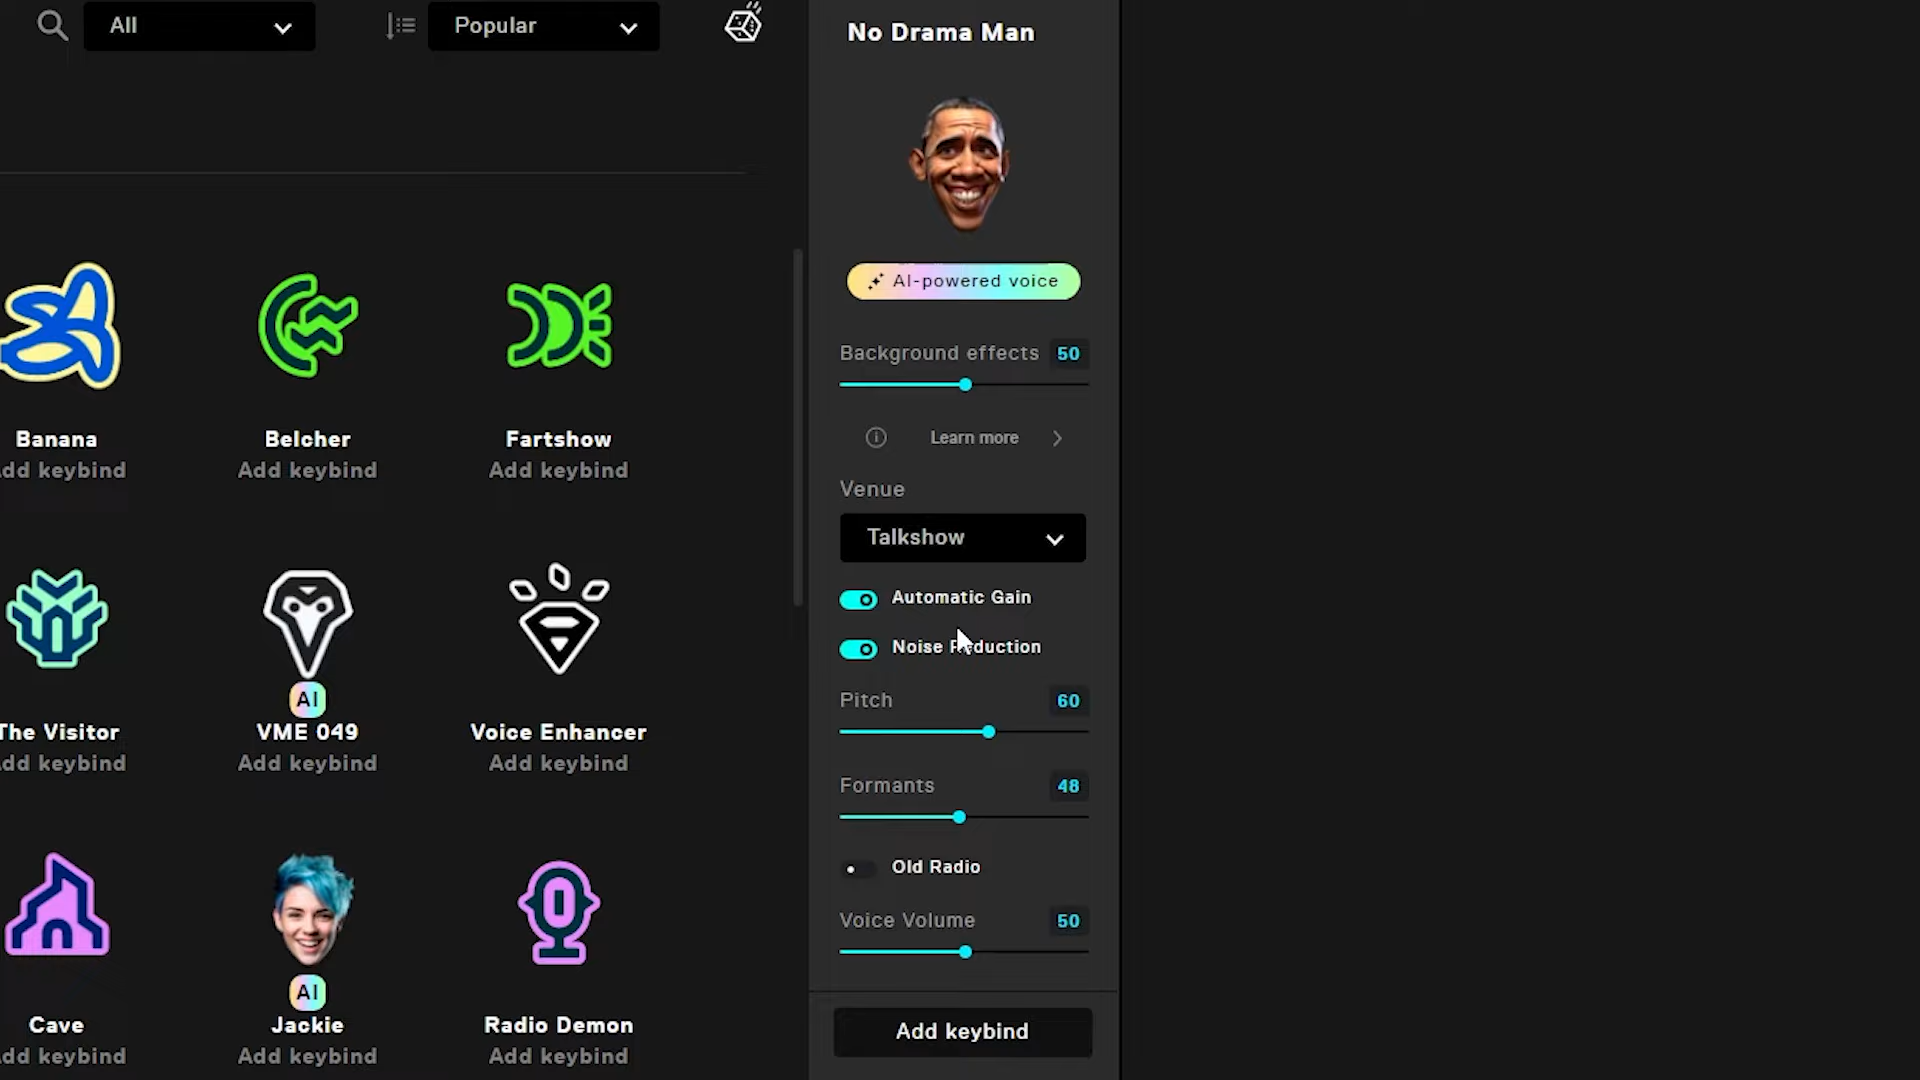 All
Popular
No Drama Man
AI-powered voice
Background effects 50
Learn more
Venue
Talkshow
Automatic Gain
Noise Reduction
Pitch 60
Formants 48
Old Radio
Voice Volume 50
Add keybind
Banana
Belcher
Fartshow
dd keybind
Add keybind
Add keybind
AI
The Visitor
VME 049
Voice Enhancer
dd keybind
Add keybind
Add keybind
AI
Cave
Jackie
Radio Demon
dd keybind
Add keybind
Add keybind